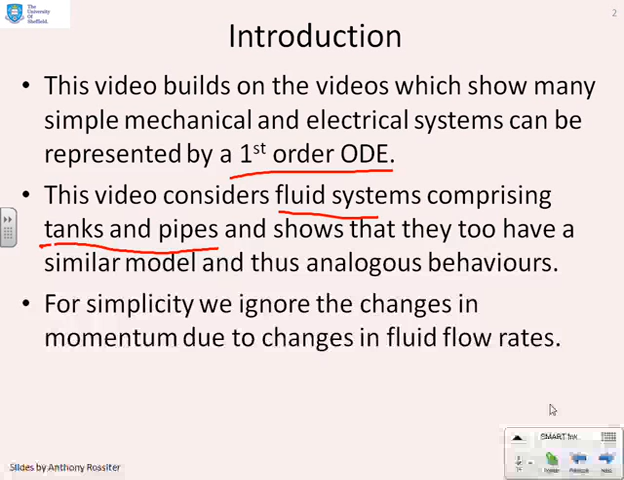 The
University
Of
Sheffield.
2
Introduction
• This video builds on the videos which show many
simple mechanical and electrical systems can be
represented by a 1st order ODE.
• This video considers fluid systems comprising
tanks and pipes and shows that they too have a
similar model and thus analogous behaviours.
• For simplicity we ignore the changes in
momentum due to changes in fluid flow rates.
SMART Ink
Slides by Anthony Rossiter